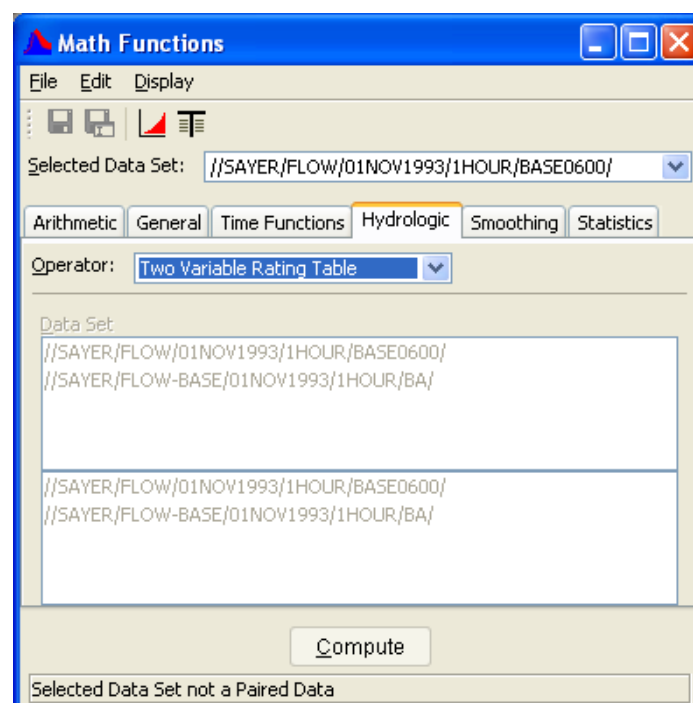 Math Functions
File Edit Display
Selected Data Set: //SAYER/FLOW/01NOV1993/1HOUR/BASE0600/
Arithmetic General Time Functions Hydrologic Smoothing Statistics
Operator: Two Variable Rating Table
Data Set
//SAYER/FLOW/01NOV1993/1HOUR/BASE0600/
//SAYER/FLOW-BASE/01NOV1993/1HOUR/BA/
//SAYER/FLOW/01NOV1993/1HOUR/BASE0600/
//SAYER/FLOW-BASE/01NOV1993/1HOUR/BA/
Compute
Selected Data Set not a Paired Data